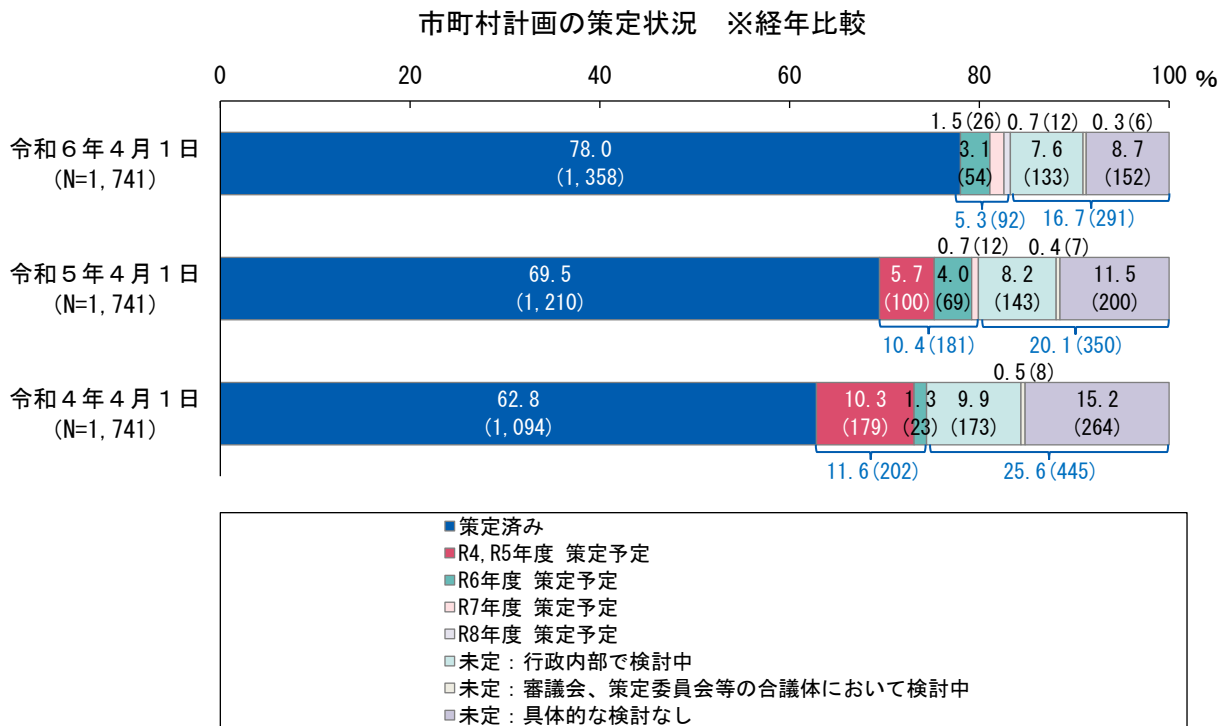 市町村計画の策定状況　※経年比較
0 20 40 60 80 100 %
1.5(26) 0.7(12) 0.3(6)
令和６年４月１日
(N=1,741)
78.0
(1,358)
3.1
(54)
7.6
(133)
8.7
(152)
5.3(92) 16.7(291)
0.7(12) 0.4(7)
令和５年４月１日
(N=1,741)
69.5
(1,210)
5.7
(100)
4.0
(69)
8.2
(143)
11.5
(200)
10.4(181) 20.1(350)
0.5(8)
令和４年４月１日
(N=1,741)
62.8
(1,094)
10.3
(179)
1.3
(23)
9.9
(173)
15.2
(264)
11.6(202) 25.6(445)
策定済み
R4,R5年度 策定予定
R6年度 策定予定
R7年度 策定予定
R8年度 策定予定
未定：行政内部で検討中
未定：審議会、策定委員会等の合議体において検討中
未定：具体的な検討なし